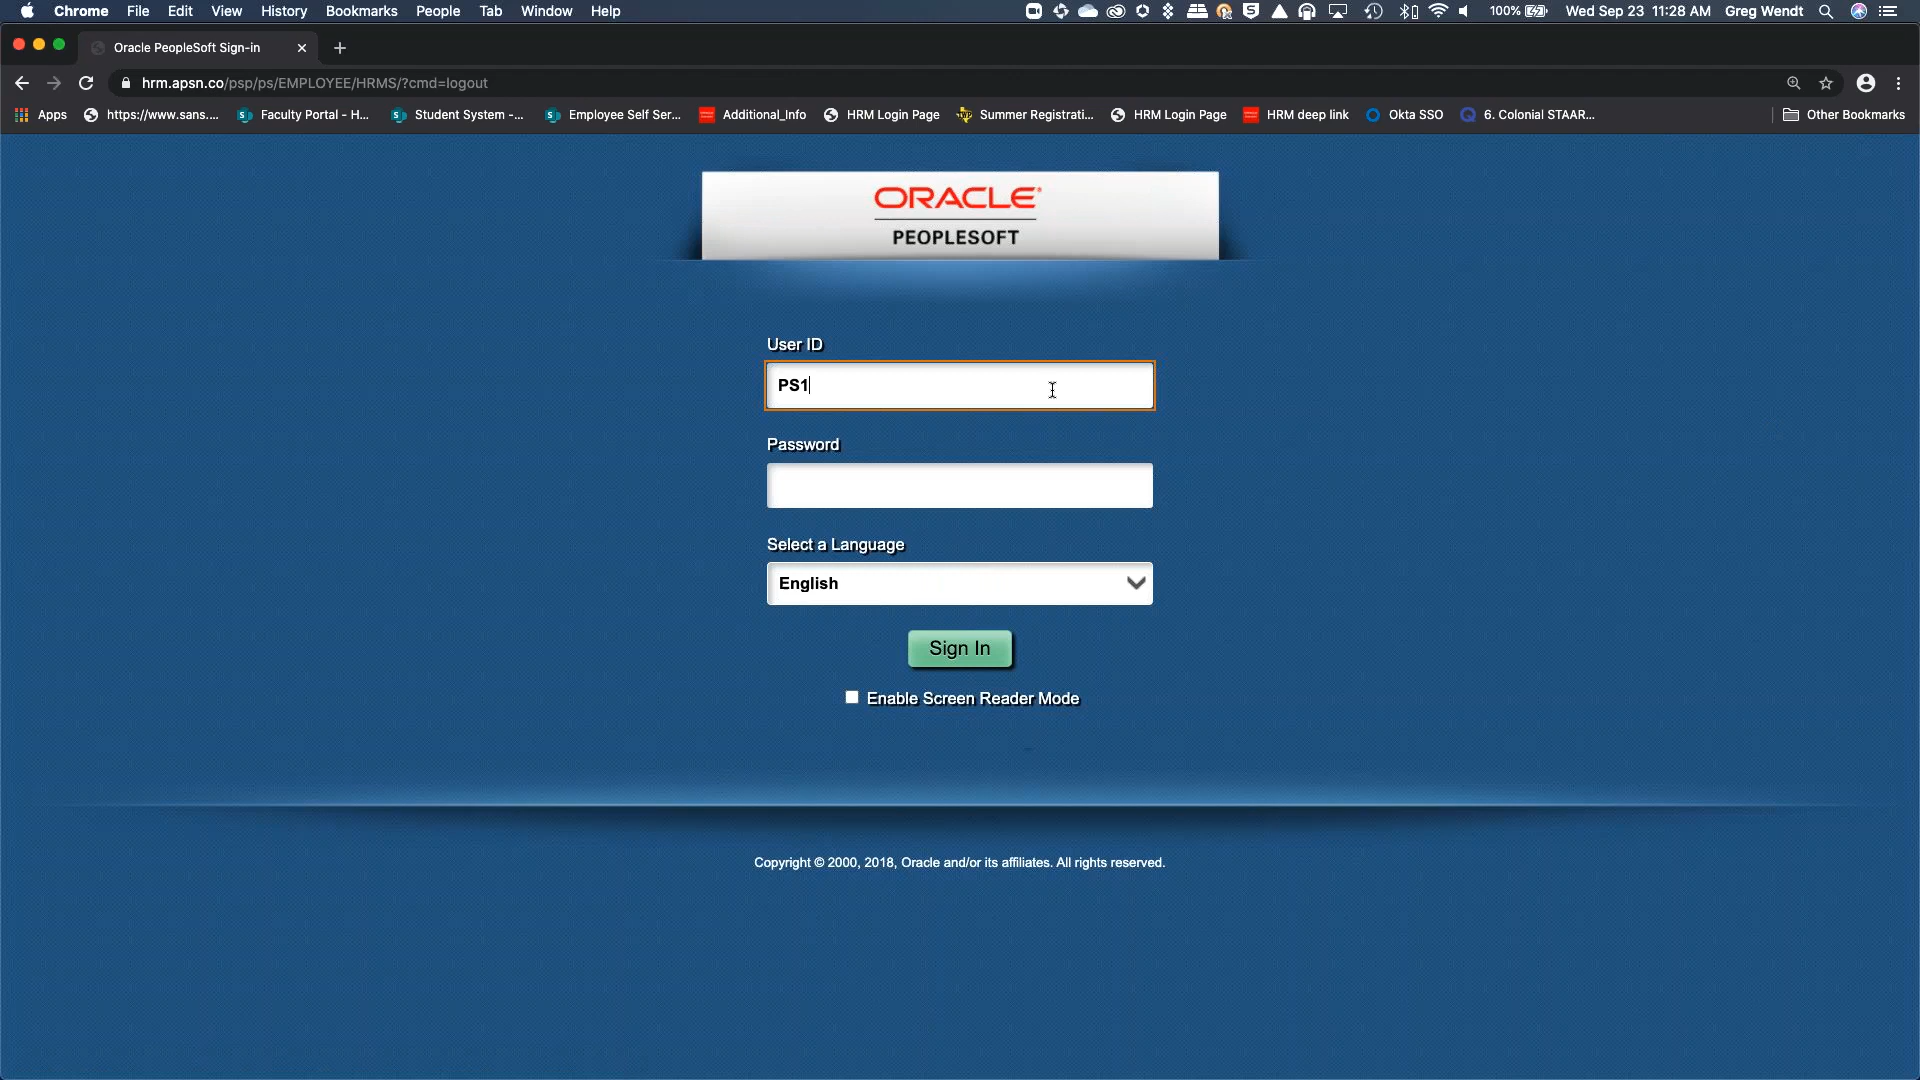 Chrome File Edit View History Bookmarks People Tab Window Help 100% Wed Sep 23 11:28 AM Greg Wendt
Oracle PeopleSoft Sign-in
hrm.apsn.co/psp/ps/EMPLOYEE/HRMS/?cmd=logout
Apps https://www.sans.... Faculty Portal - H... Student System -... Employee Self Ser... Additional_Info HRM Login Page Summer Registrati... HRM Login Page HRM deep link Okta SSO 6. Colonial STAAR... Other Bookmarks
ORACLE®
PEOPLESOFT
User ID
PS1
Password
Select a Language
English
Sign In
Enable Screen Reader Mode
Copyright © 2000, 2018, Oracle and/or its affiliates. All rights reserved.